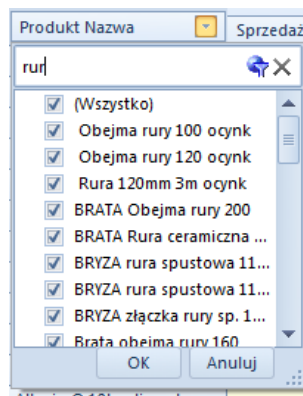 Produkt Nazwa Sprzedaż
rur
(Wszystko)
Obejma rury 100 ocynk
Obejma rury 120 ocynk
Rura 120mm 3m ocynk
BRATA Obejma rury 200
BRATA Rura ceramiczna ...
BRYZA rura spustowa 11...
BRYZA rura spustowa 11...
BRYZA złączka rury sp. 1...
Brata obejma rury 160
OK Anuluj